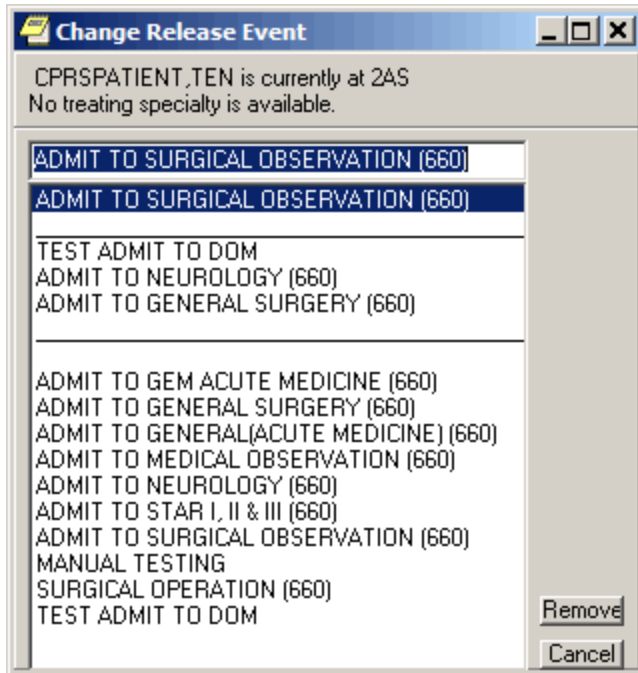 Change Release Event
CPRSPATIENT,TEN is currently at 2AS
No treating specialty is available.
ADMIT TO SURGICAL OBSERVATION (660)
ADMIT TO SURGICAL OBSERVATION (660)
TEST ADMIT TO DOM
ADMIT TO NEUROLOGY (660)
ADMIT TO GENERAL SURGERY (660)
ADMIT TO GEM ACUTE MEDICINE (660)
ADMIT TO GENERAL SURGERY (660)
ADMIT TO GENERAL(ACUTE MEDICINE) (660)
ADMIT TO MEDICAL OBSERVATION (660)
ADMIT TO NEUROLOGY (660)
ADMIT TO STAR I, II & III (660)
ADMIT TO SURGICAL OBSERVATION (660)
MANUAL TESTING
SURGICAL OPERATION (660)
TEST ADMIT TO DOM
Remove
Cancel